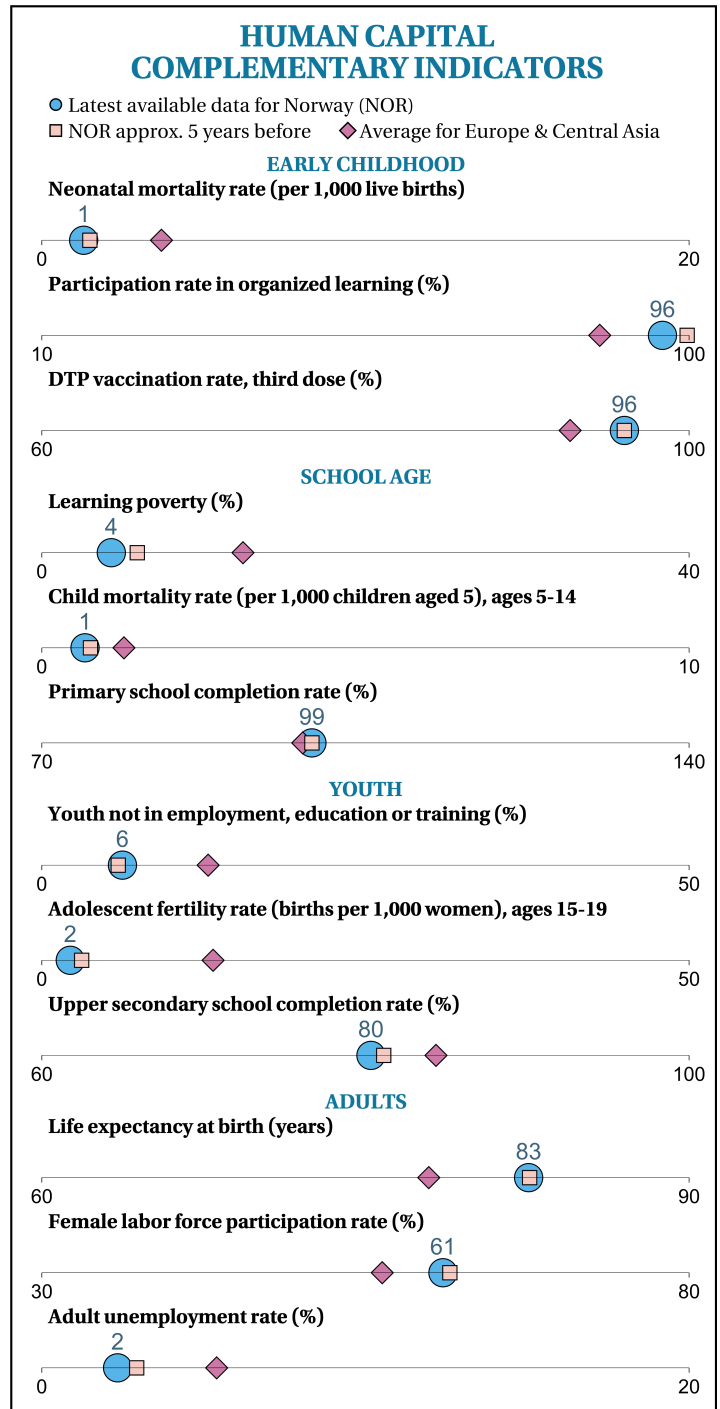 HUMAN CAPITAL
COMPLEMENTARY INDICATORS
Latest available data for Norway (NOR)
NOR approx. 5 years before Average for Europe & Central Asia
EARLY CHILDHOOD
Neonatal mortality rate (per 1,000 live births)
1
0 20
Participation rate in organized learning (%)
96
10 100
DTP vaccination rate, third dose (%)
96
60 100
SCHOOL AGE
Learning poverty (%)
4
0 40
Child mortality rate (per 1,000 children aged 5), ages 5-14
1
0 10
Primary school completion rate (%)
99
70 140
YOUTH
Youth not in employment, education or training (%)
6
0 50
Adolescent fertility rate (births per 1,000 women), ages 15-19
2
0 50
Upper secondary school completion rate (%)
80
60 100
ADULTS
Life expectancy at birth (years)
83
60 90
Female labor force participation rate (%)
61
30 80
Adult unemployment rate (%)
2
0 20